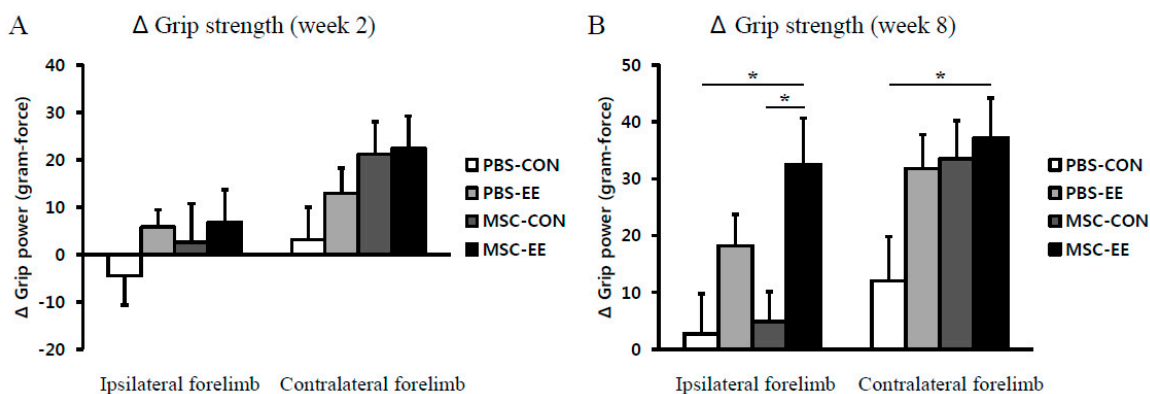 A Δ Grip strength (week 2)
40
30
20
10
0
-10
-20
Δ Grip power (gram-force)
Ipsilateral forelimb Contralateral forelimb
PBS-CON
PBS-EE
MSC-CON
MSC-EE
B Δ Grip strength (week 8)
50
40
30
20
10
0
Δ Grip power (gram-force)
* *
*
Ipsilateral forelimb Contralateral forelimb
PBS-CON
PBS-EE
MSC-CON
MSC-EE